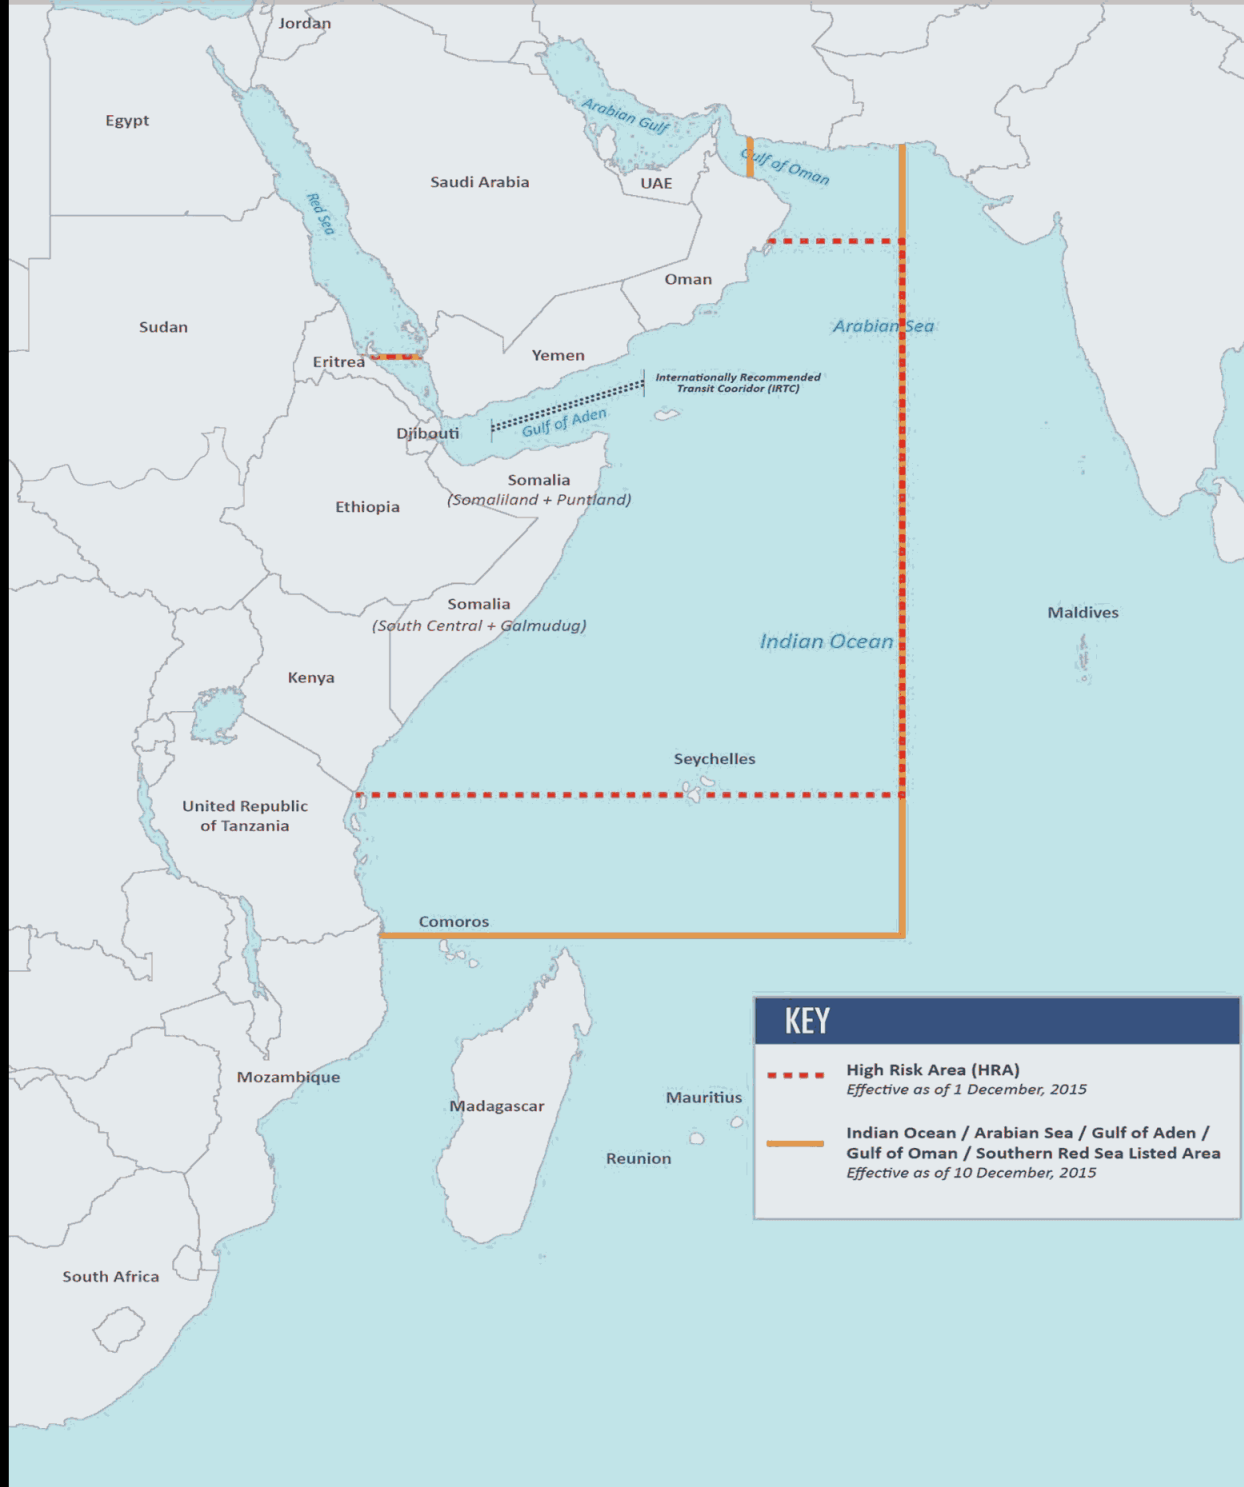 Jordan
Arabian Gulf
Egypt
Gulf of Oman
Saudi Arabia
UAE
Red Sea
Oman
Sudan
Arabian Sea
Yemen
Eritrea
Internationally Recommended
Transit Cooridor (IRTC)
Gulf of Aden
Djibouti
Somalia
(Somaliland + Puntland)
Ethiopia
Somalia
(South Central + Galmudug)
Maldives
Indian Ocean
Kenya
Seychelles
United Republic
of Tanzania
Comoros
KEY
High Risk Area (HRA)
Effective as of 1 December, 2015
Indian Ocean / Arabian Sea / Gulf of Aden /
Gulf of Oman / Southern Red Sea Listed Area
Effective as of 10 December, 2015
Mozambique
Madagascar
Mauritius
Reunion
South Africa